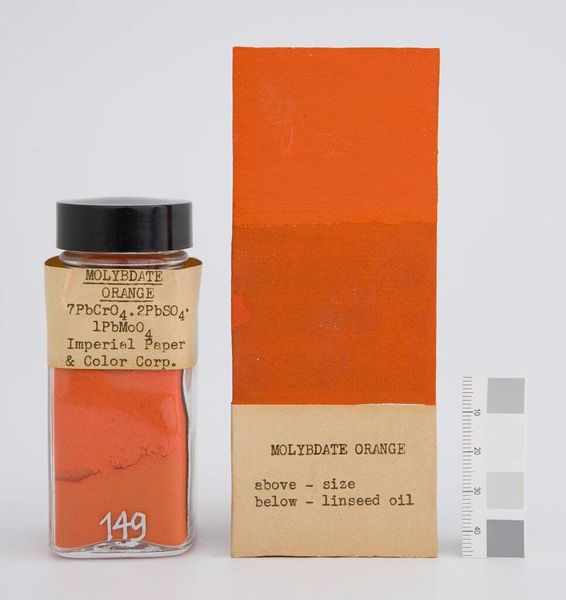 MOLYBDATE
ORANGE
7PbCrO₄.2PbSO₄.
1PbMoO₄
Imperial Paper
& Color Corp.
149
MOLYBDATE ORANGE
above - size
below - linseed oil
10
20
30
40